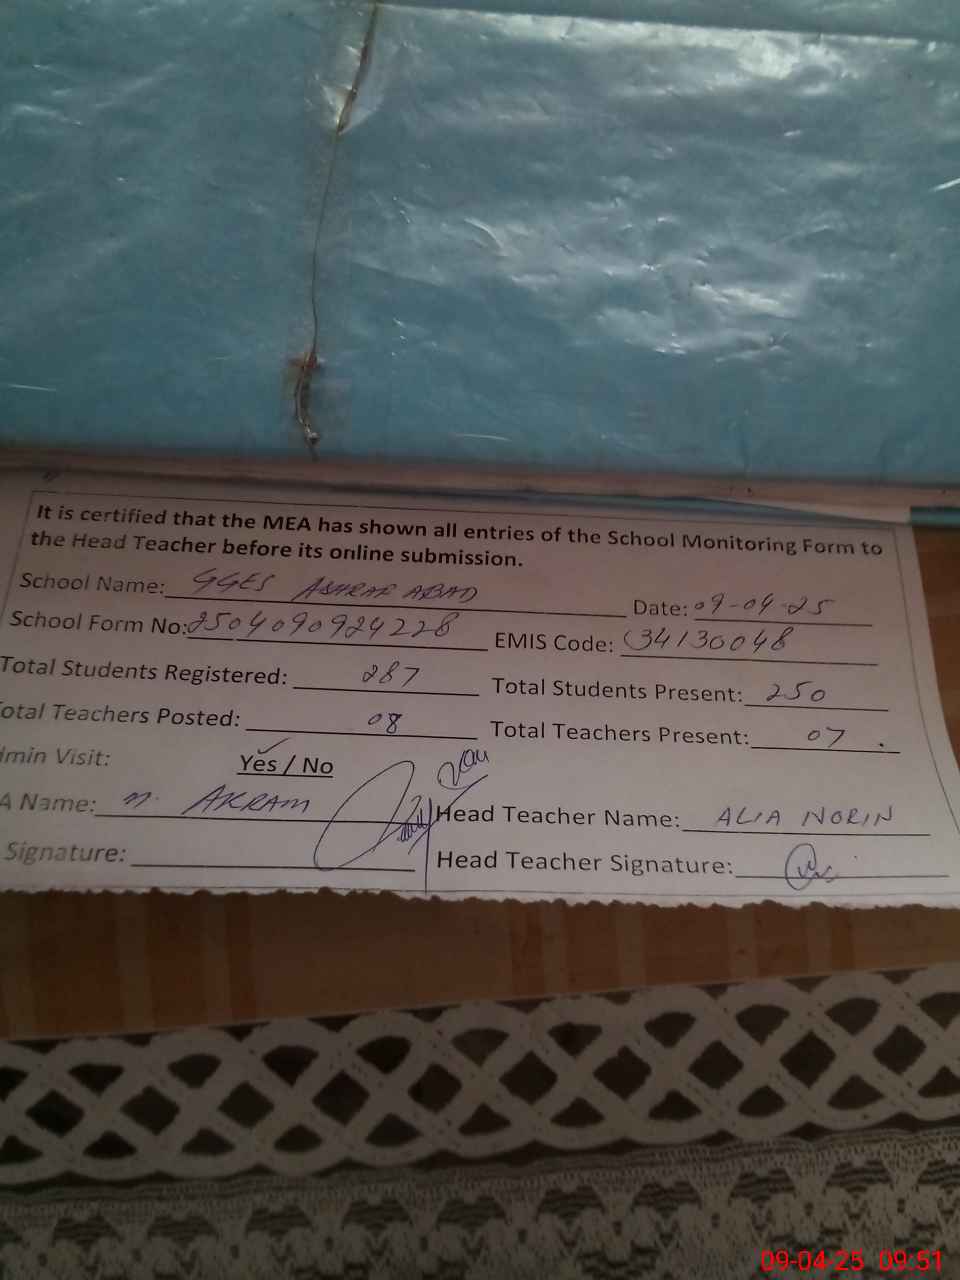 It is certified that the MEA has shown all entries of the School Monitoring Form to
the Head Teacher before its online submission.
School Name: GGES ASHRAF ABAD Date: 09-04-25
School Form No: 2504090924228 EMIS Code: 34130048
Total Students Registered: 287 Total Students Present: 250
otal Teachers Posted: 08 Total Teachers Present: 07
dmin Visit: Yes / No
A Name: M. AKRAM Head Teacher Name: ALIA NORIN
Signature: Head Teacher Signature:
09-04-25 09:51